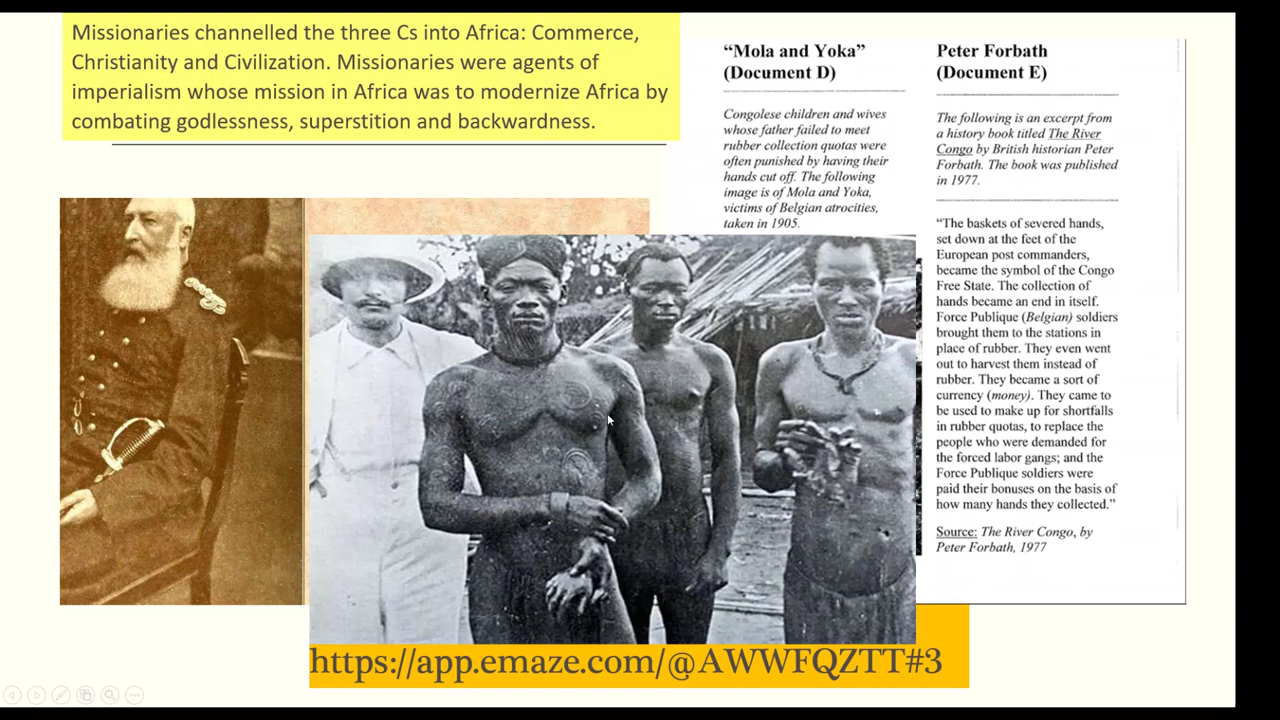 Missionaries channelled the three Cs into Africa: Commerce,
Christianity and Civilization. Missionaries were agents of
imperialism whose mission in Africa was to modernize Africa by
combating godlessness, superstition and backwardness.
“Mola and Yoka”
(Document D)
Congolese children and wives
whose father failed to meet
rubber collection quotas were
often punished by having their
hands cut off. The following
image is of Mola and Yoka,
victims of Belgian atrocities,
taken in 1905.
Peter Forbath
(Document E)
The following is an excerpt from
a history book titled The River
Congo by British historian Peter
Forbath. The book was published
in 1977.
“The baskets of severed hands,
set down at the feet of the
European post commanders,
became the symbol of the Congo
Free State. The collection of
hands became an end in itself.
Force Publique (Belgian) soldiers
brought them to the stations in
place of rubber. They even went
out to harvest them instead of
rubber. They became a sort of
currency (money). They came to
be used to make up for shortfalls
in rubber quotas, to replace the
people who were demanded for
the forced labor gangs; and the
Force Publique soldiers were
paid their bonuses on the basis of
how many hands they collected.”
Source: The River Congo, by
Peter Forbath, 1977
https://app.emaze.com/@AWWFQZTT#3